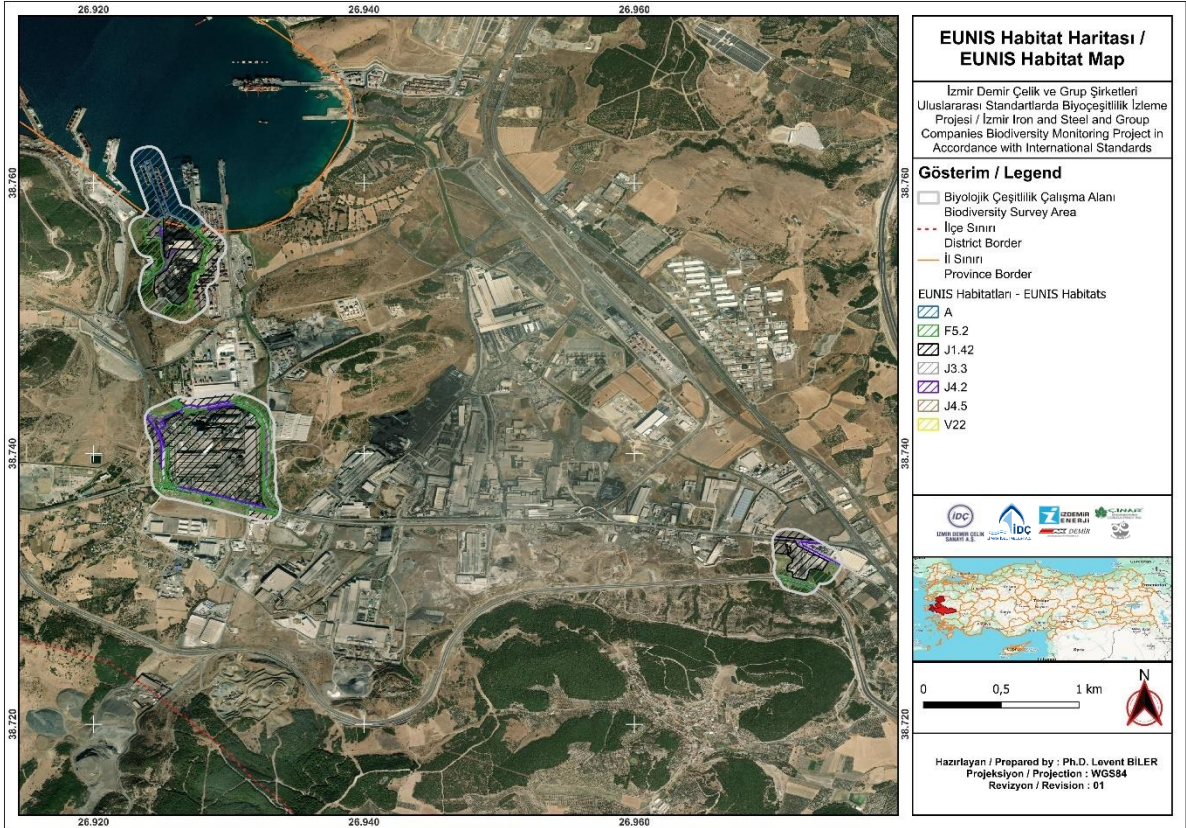 26.920
26.940
26.960
38.760
38.760
38.740
38.740
38.720
38.720
26.920
26.940
26.960
EUNIS Habitat Haritası /
EUNIS Habitat Map
İzmir Demir Çelik ve Grup Şirketleri
Uluslararası Standartlarda Biyoçeşitlilik İzleme
Projesi / İzmir Iron and Steel and Group
Companies Biodiversity Monitoring Project in
Accordance with International Standards
Gösterim / Legend
Biyolojik Çeşitlilik Çalışma Alanı
Biodiversity Survey Area
İlçe Sınırı
District Border
İl Sınırı
Province Border
EUNIS Habitatları - EUNIS Habitats
A
F5.2
J1.42
J3.3
J4.2
J4.5
V22
İDÇ
İZMİR DEMİR ÇELİK
SANAYİ A.Ş.
İDÇ
İZDEMİR
ENERJİ
DEMİR
ÇINAR
N
0 0,5 1 km
Hazırlayan / Prepared by : Ph.D. Levent BİLER
Projeksiyon / Projection : WGS84
Revizyon / Revision : 01